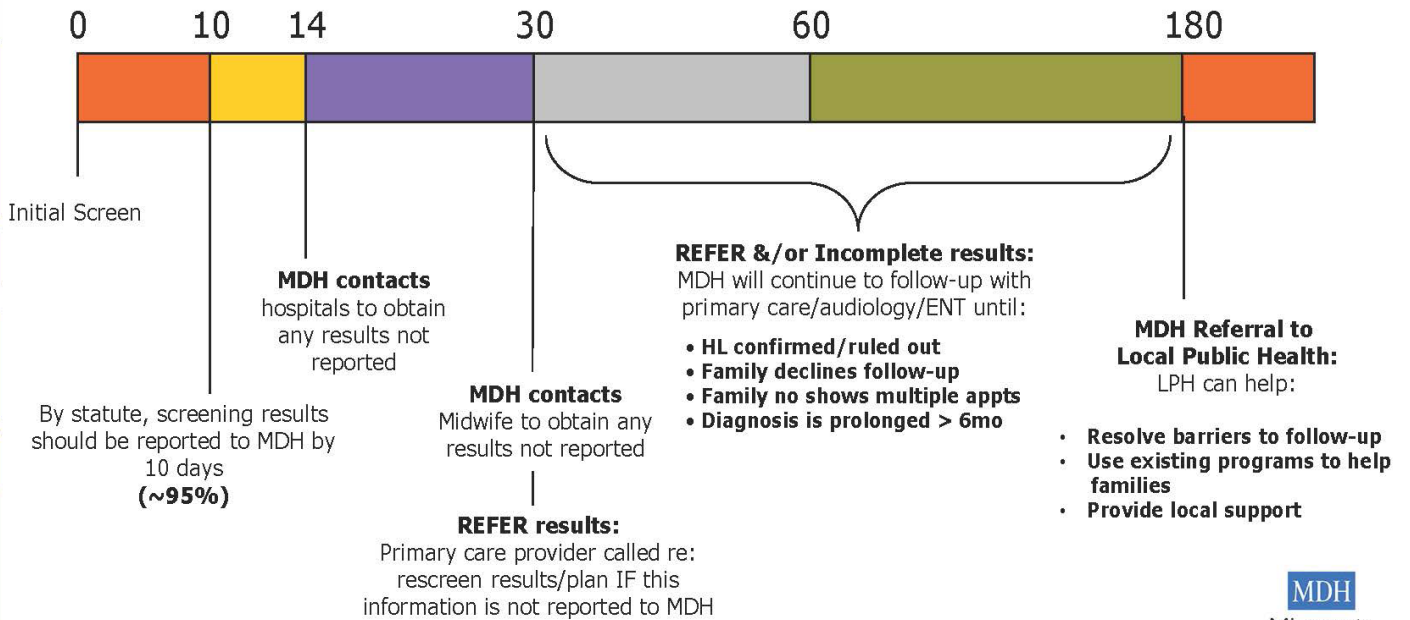 0 10 14 30 60 180
Initial Screen
By statute, screening results
should be reported to MDH by
10 days
(~95%)
MDH contacts
hospitals to obtain
any results not
reported
MDH contacts
Midwife to obtain any
results not reported
REFER results:
Primary care provider called re:
rescreen results/plan IF this
information is not reported to MDH
REFER &/or Incomplete results:
MDH will continue to follow-up with
primary care/audiology/ENT until:
• HL confirmed/ruled out
• Family declines follow-up
• Family no shows multiple appts
• Diagnosis is prolonged > 6mo
MDH Referral to
Local Public Health:
LPH can help:
• Resolve barriers to follow-up
• Use existing programs to help
families
• Provide local support
MDH